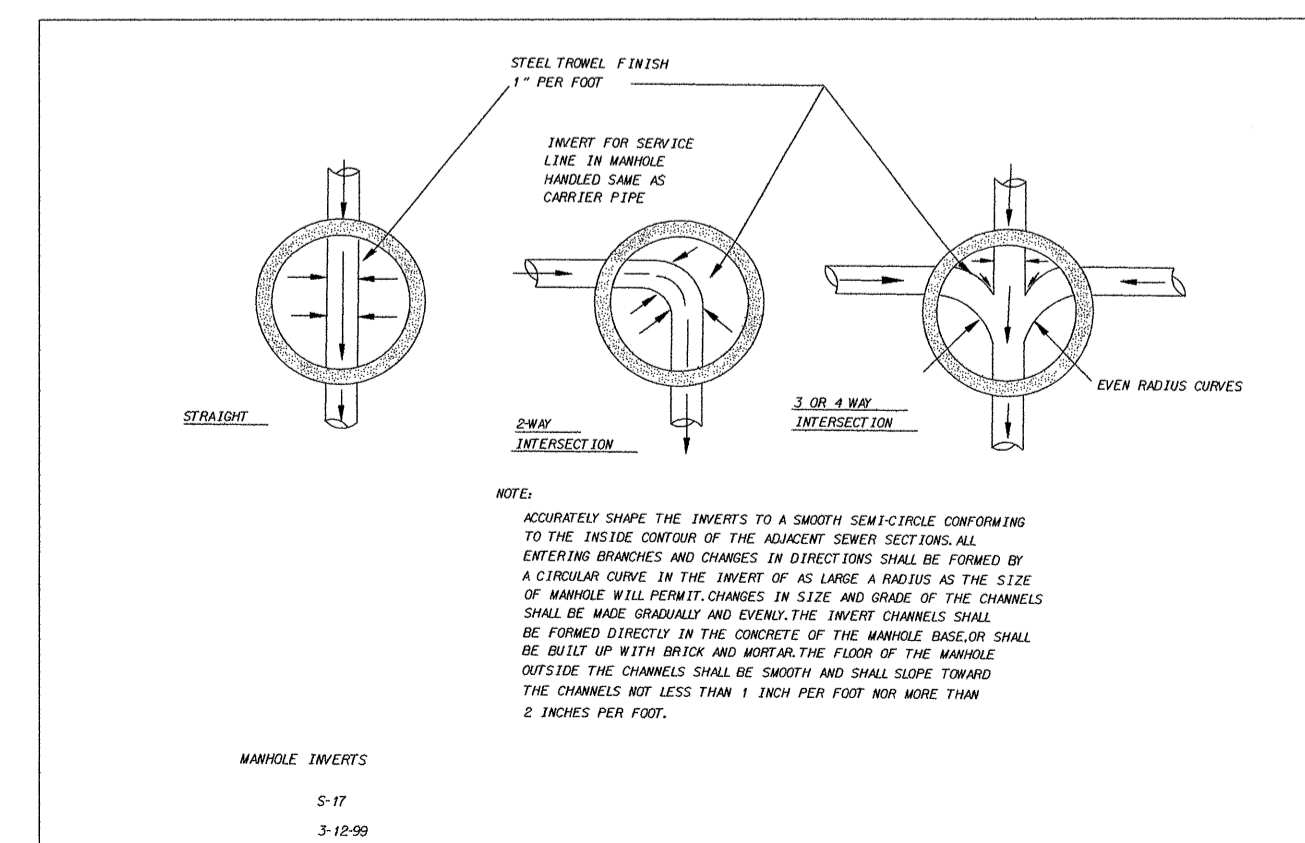 STEEL TROWEL FINISH
1" PER FOOT
INVERT FOR SERVICE
LINE IN MANHOLE
HANDLED SAME AS
CARRIER PIPE
STRAIGHT
2-WAY
INTERSECTION
3 OR 4 WAY
INTERSECTION
EVEN RADIUS CURVES
NOTE:
ACCURATELY SHAPE THE INVERTS TO A SMOOTH SEMI-CIRCLE CONFORMING
TO THE INSIDE CONTOUR OF THE ADJACENT SEWER SECTIONS. ALL
ENTERING BRANCHES AND CHANGES IN DIRECTIONS SHALL BE FORMED BY
A CIRCULAR CURVE IN THE INVERT OF AS LARGE A RADIUS AS THE SIZE
OF MANHOLE WILL PERMIT. CHANGES IN SIZE AND GRADE OF THE CHANNELS
SHALL BE MADE GRADUALLY AND EVENLY. THE INVERT CHANNELS SHALL
BE FORMED DIRECTLY IN THE CONCRETE OF THE MANHOLE BASE, OR SHALL
BE BUILT UP WITH BRICK AND MORTAR. THE FLOOR OF THE MANHOLE
OUTSIDE THE CHANNELS SHALL BE SMOOTH AND SHALL SLOPE TOWARD
THE CHANNELS NOT LESS THAN 1 INCH PER FOOT NOR MORE THAN
2 INCHES PER FOOT.
MANHOLE INVERTS
S-17
3-12-99